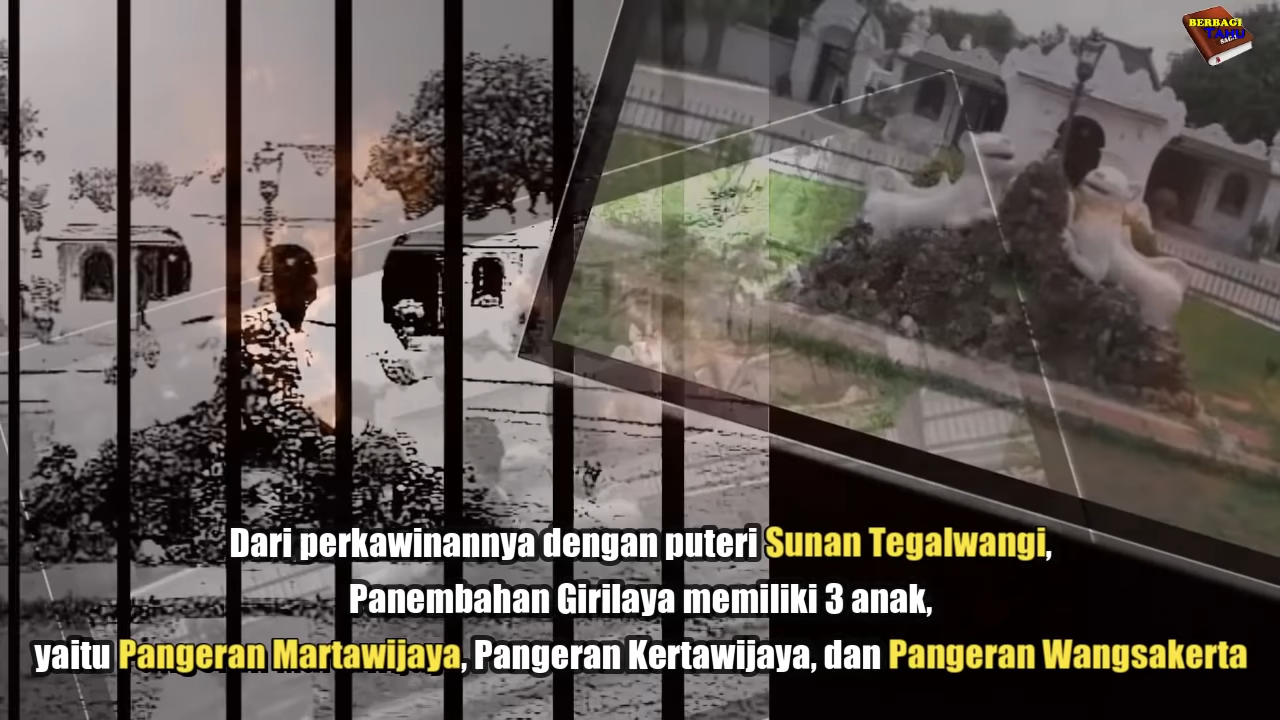 BERBAGI
TAHU
Dari perkawinannya dengan puteri Sunan Tegalwangi,
Panembahan Girilaya memiliki 3 anak,
yaitu Pangeran Martawijaya, Pangeran Kertawijaya, dan Pangeran Wangsakerta